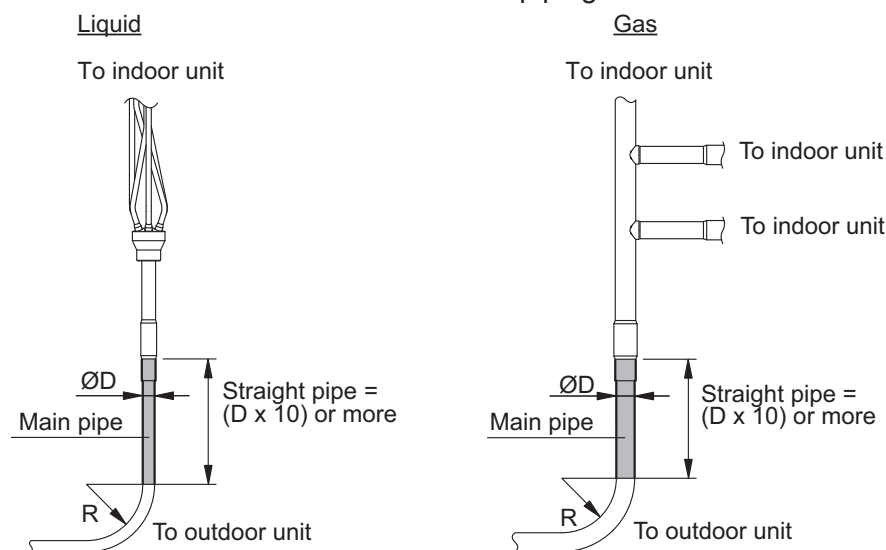 Liquid
To indoor unit
ØD
Straight pipe =
(D x 10) or more
Main pipe
R
To outdoor unit
Gas
To indoor unit
To indoor unit
To indoor unit
ØD
Straight pipe =
(D x 10) or more
Main pipe
R
To outdoor unit